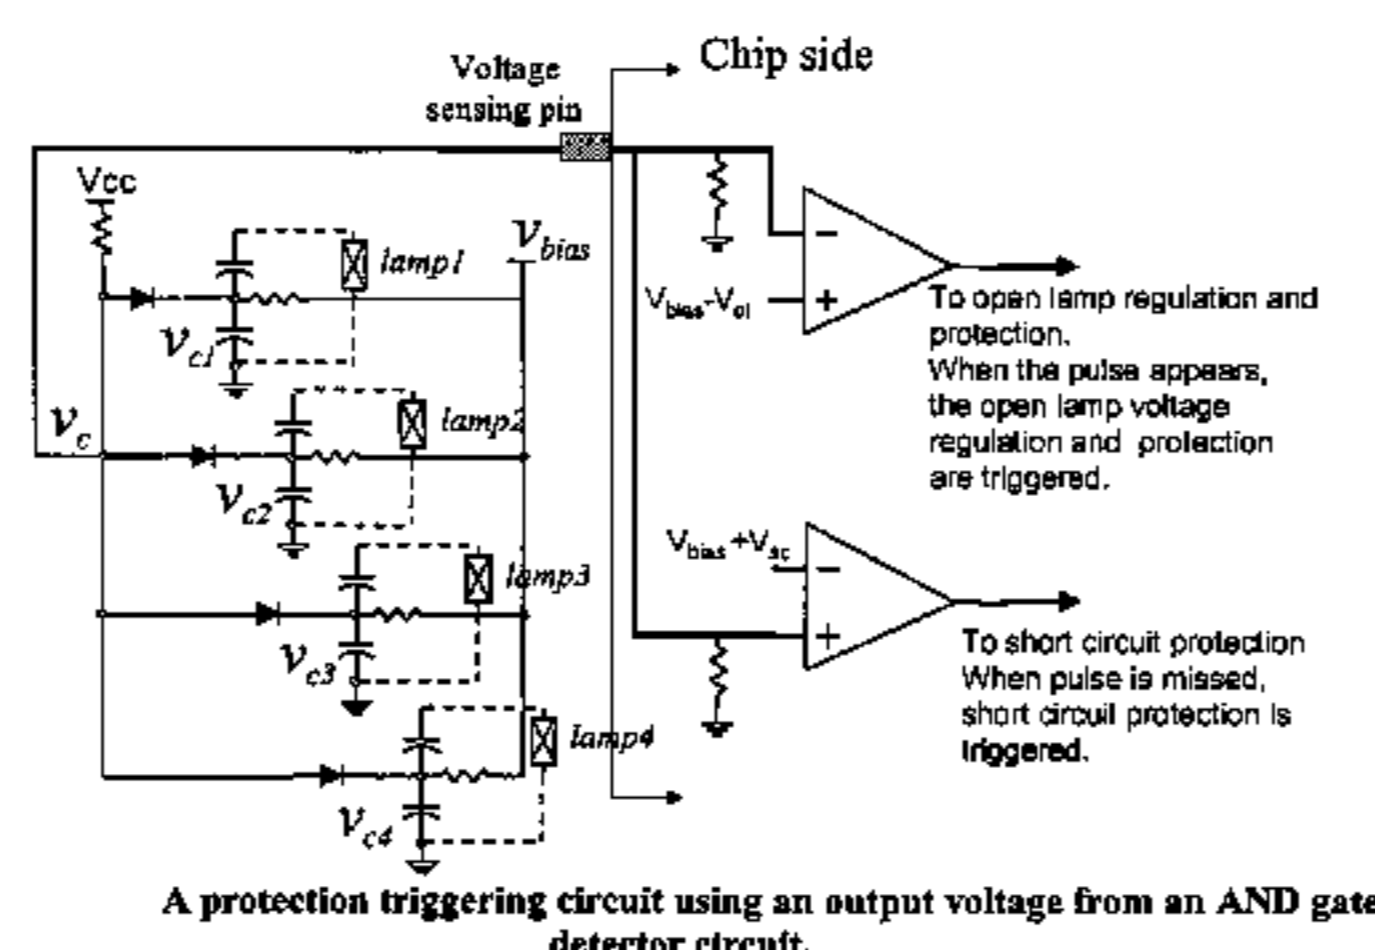 Chip side
Voltage
sensing pin
Vcc
Vbias
lamp1
Vbias-Vol
To open lamp regulation and
protection.
When the pulse appears,
the open lamp voltage
regulation and protection
are triggered.
vc1
vc
lamp2
vc2
Vbias+Vsc
lamp3
To short circuit protection
When pulse is missed,
short circuit protection is
triggered.
vc3
lamp4
vc4
A protection triggering circuit using an output voltage from an AND gate
detector circuit.